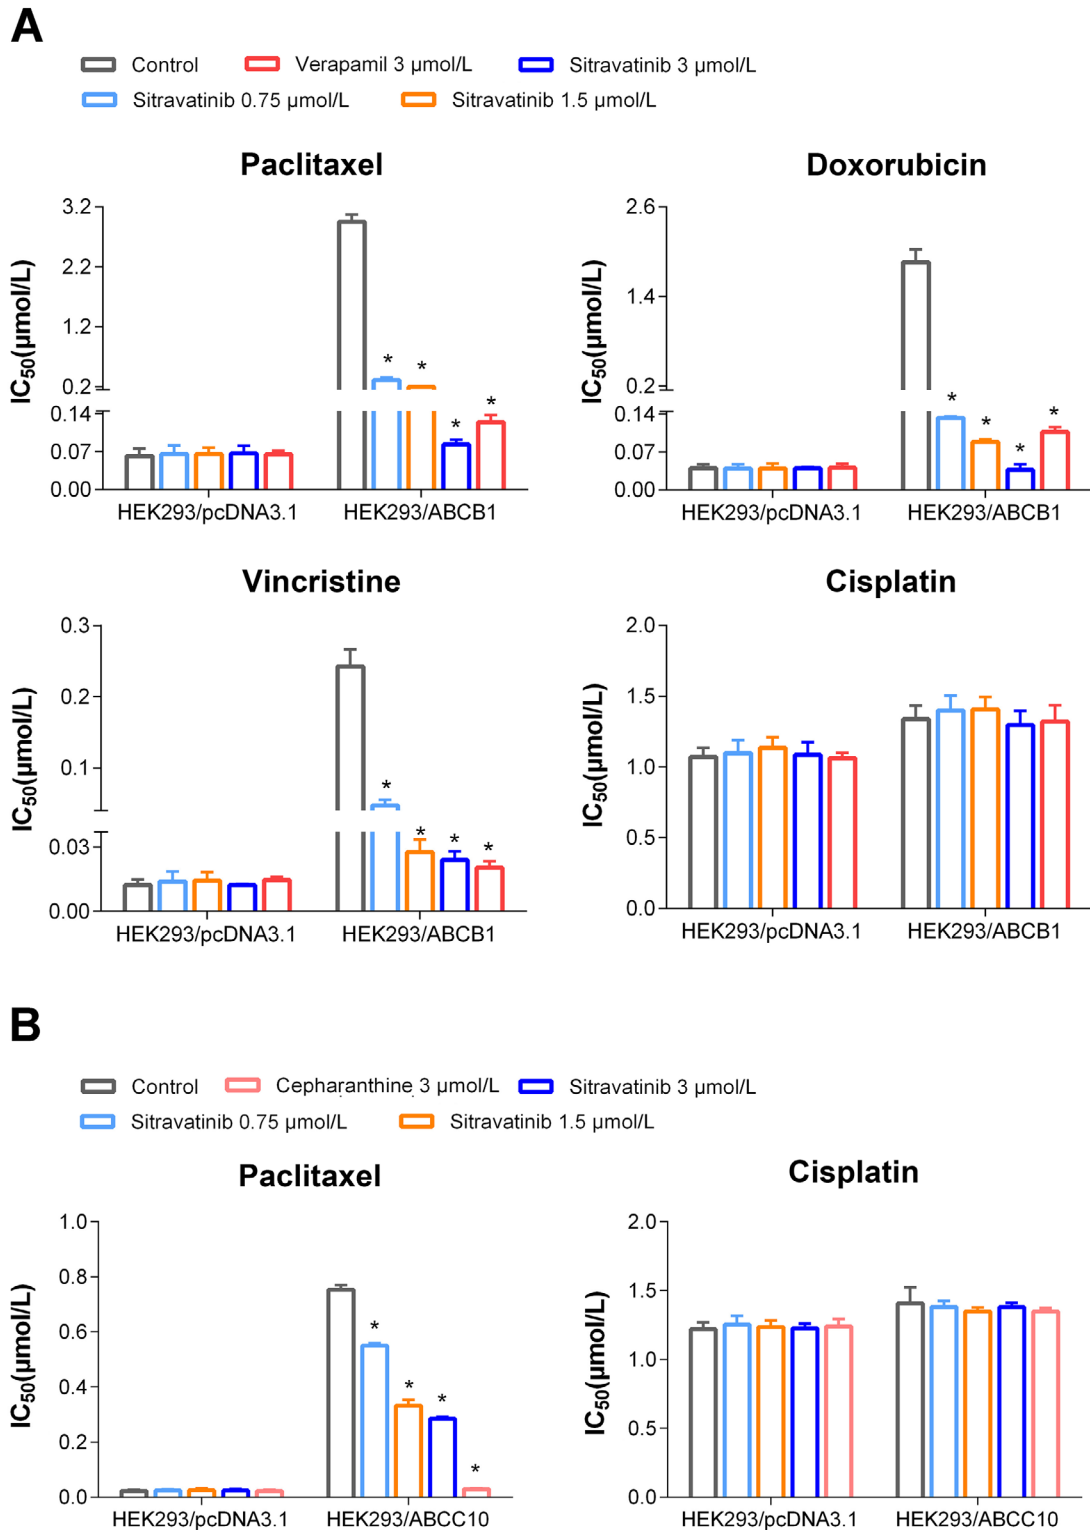 A
Control Verapamil 3 µmol/L Sitravatinib 3 µmol/L
Sitravatinib 0.75 µmol/L Sitravatinib 1.5 µmol/L
Paclitaxel
IC50(µmol/L)
3.2
2.2
1.2
0.2
0.14
0.07
0.00
* * * *
HEK293/pcDNA3.1 HEK293/ABCB1
Doxorubicin
IC50(µmol/L)
2.6
1.4
0.2
0.14
0.07
0.00
* * * *
HEK293/pcDNA3.1 HEK293/ABCB1
Vincristine
IC50(µmol/L)
0.3
0.2
0.1
0.03
0.00
* * * *
HEK293/pcDNA3.1 HEK293/ABCB1
Cisplatin
IC50(µmol/L)
2.0
1.5
1.0
0.5
0.0
HEK293/pcDNA3.1 HEK293/ABCB1
B
Control Cepharanthine 3 µmol/L Sitravatinib 3 µmol/L
Sitravatinib 0.75 µmol/L Sitravatinib 1.5 µmol/L
Paclitaxel
IC50(µmol/L)
1.0
0.8
0.6
0.4
0.2
0.0
* * * *
HEK293/pcDNA3.1 HEK293/ABCC10
Cisplatin
IC50(µmol/L)
2.0
1.5
1.0
0.5
0.0
HEK293/pcDNA3.1 HEK293/ABCC10